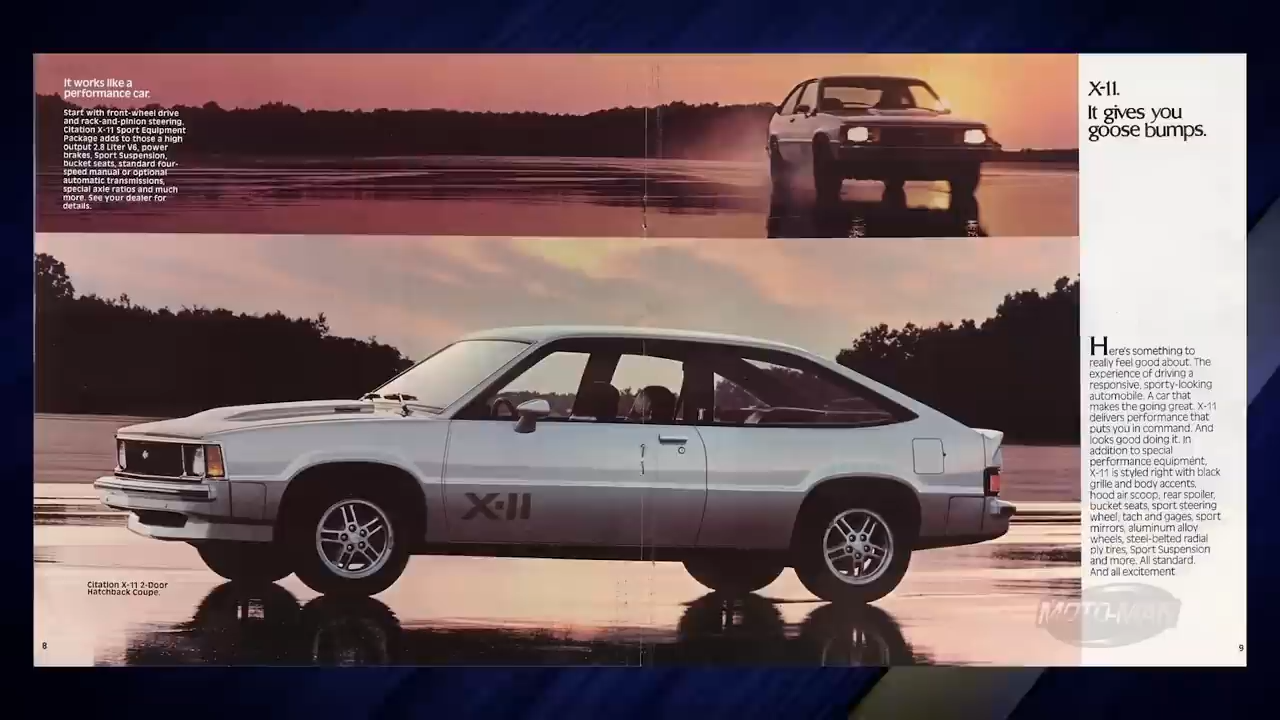 It works like a
performance car.
Start with front-wheel drive
and rack-and-pinion steering.
Citation X-11 Sport Equipment
Package adds to those a high
output 2.8 Liter V6, power
brakes, Sport Suspension,
bucket seats, standard four-
speed manual or optional
automatic transmissions,
special axle ratios and much
more. See your dealer for
details.
X-11.
It gives you
goose bumps.
X-11
Citation X-11 2-Door
Hatchback Coupe.
8
Here's something to
really feel good about. The
experience of driving a
responsive, sporty-looking
automobile. A car that
makes the going great. X-11
delivers performance that
puts you in command. And
looks good doing it. In
addition to special
performance equipment,
X-11 is styled right with black
grille and body accents,
hood air scoop, rear spoiler,
bucket seats, sport steering
wheel, tach and gages, sport
mirrors, aluminum alloy
wheels, steel-belted radial
ply tires, Sport Suspension
and more. All standard.
And all excitement
MOTO-MAN
9